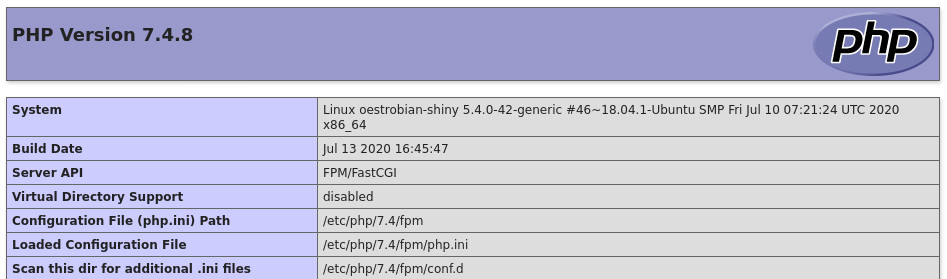 PHP Version 7.4.8
php
System
Linux oestrobian-shiny 5.4.0-42-generic #46~18.04.1-Ubuntu SMP Fri Jul 10 07:21:24 UTC 2020
x86_64
Build Date
Jul 13 2020 16:45:47
Server API
FPM/FastCGI
Virtual Directory Support
disabled
Configuration File (php.ini) Path
/etc/php/7.4/fpm
Loaded Configuration File
/etc/php/7.4/fpm/php.ini
Scan this dir for additional .ini files
/etc/php/7.4/fpm/conf.d